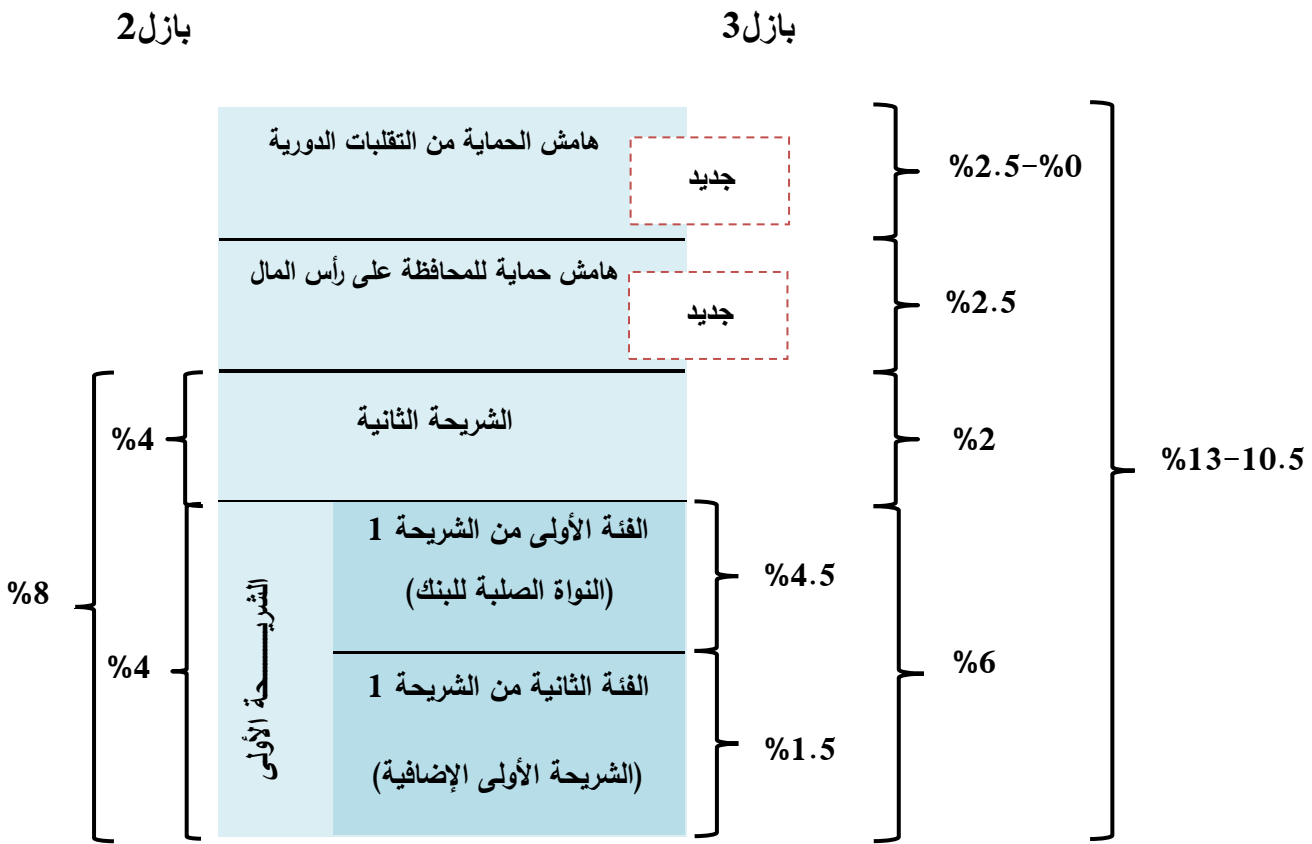 بازل3
بازل2
هامش الحماية من التقلبات الدورية
جديد
%2.5-%0
هامش حماية للمحافظة على رأس المال
جديد
%2.5
%13-10.5
الشريحة الثانية
%2
%4
%8
الشريـــــحة الأولى
الفئة الأولى من الشريحة 1
(النواة الصلبة للبنك)
%4.5
%6
%4
الفئة الثانية من الشريحة 1
(الشريحة الأولى الإضافية)
%1.5